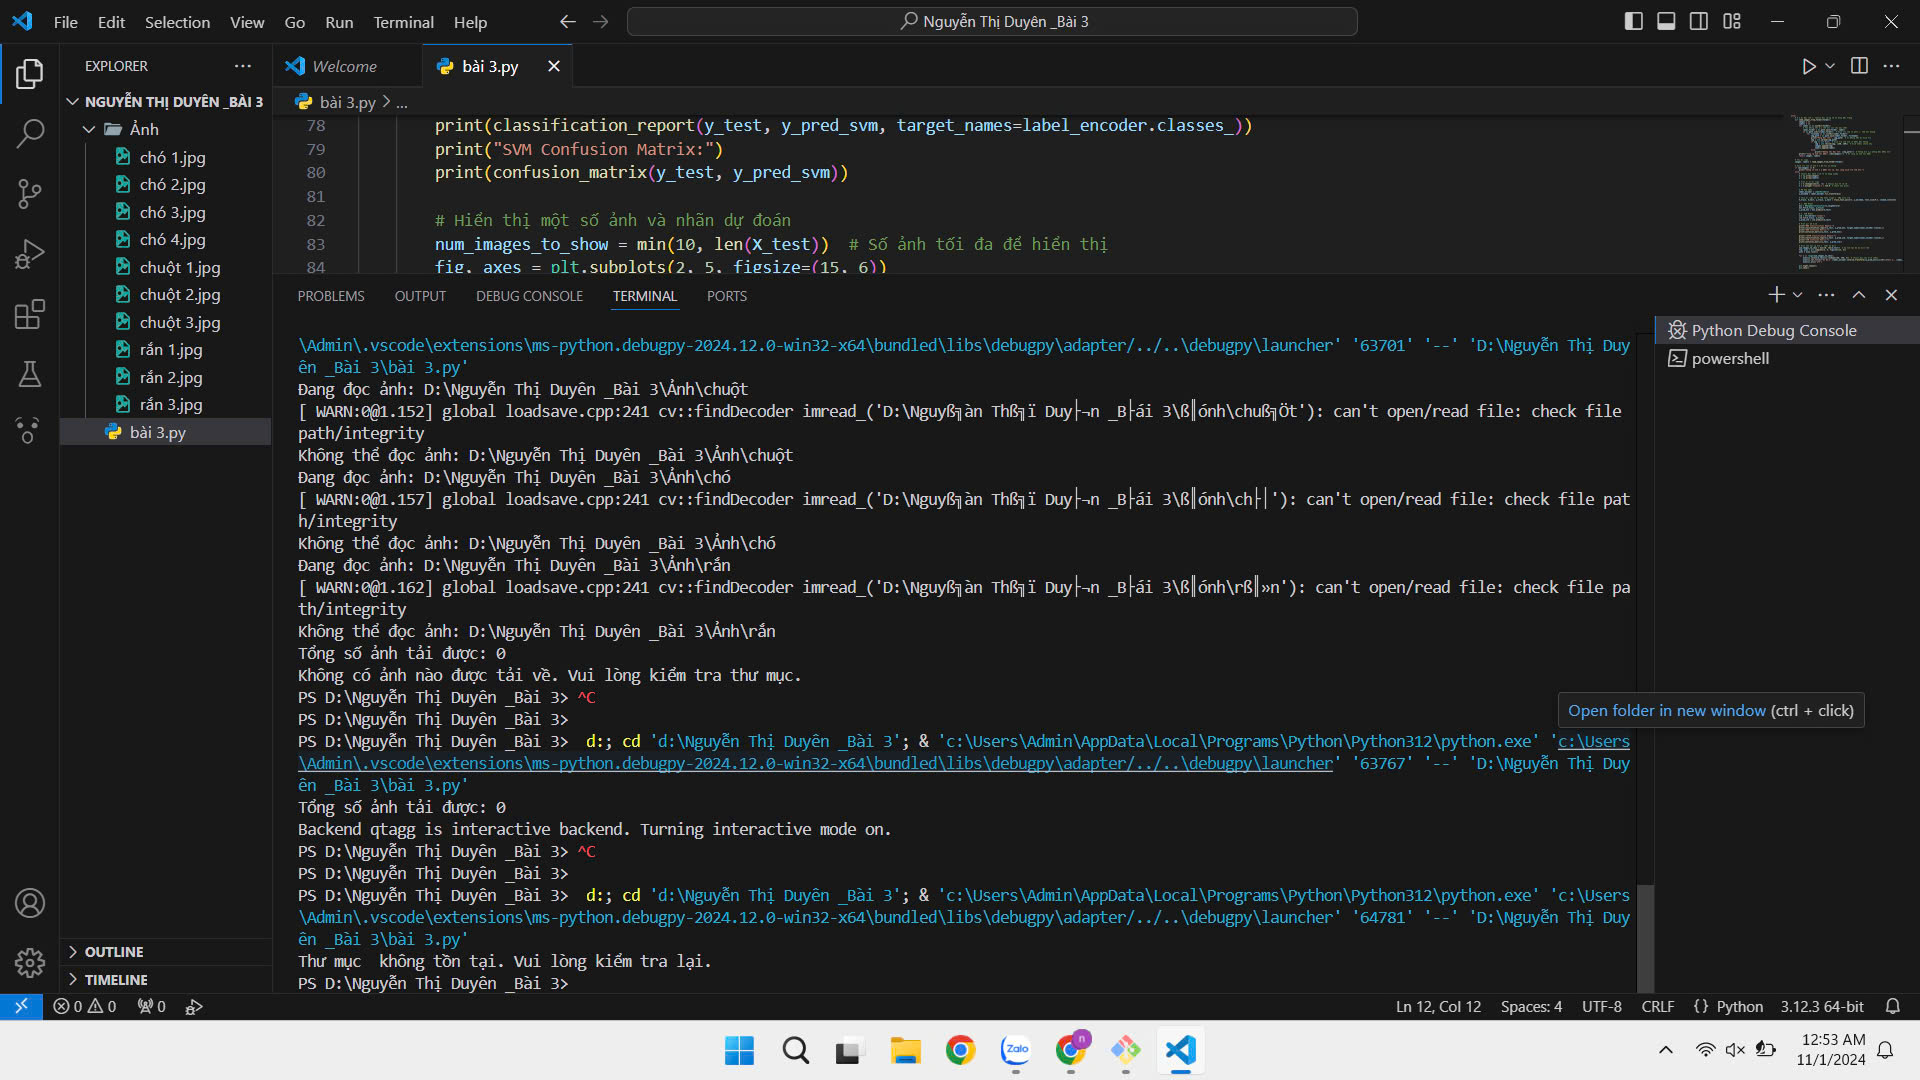 File Edit Selection View Go Run Terminal Help
Nguyễn Thị Duyên _Bài 3
EXPLORER
Welcome
bài 3.py
NGUYỄN THỊ DUYÊN _BÀI 3
bài 3.py > ...
Ảnh
chó 1.jpg
chó 2.jpg
chó 3.jpg
chó 4.jpg
chuột 1.jpg
chuột 2.jpg
chuột 3.jpg
rắn 1.jpg
rắn 2.jpg
rắn 3.jpg
bài 3.py
OUTLINE
TIMELINE
78 print(classification_report(y_test, y_pred_svm, target_names=label_encoder.classes_))
79 print("SVM Confusion Matrix:")
80 print(confusion_matrix(y_test, y_pred_svm))
81
82 # Hiển thị một số ảnh và nhãn dự đoán
83 num_images_to_show = min(10, len(X_test)) # Số ảnh tối đa để hiển thị
84 fig, axes = plt.subplots(2, 5, figsize=(15, 6))
PROBLEMS OUTPUT DEBUG CONSOLE TERMINAL PORTS
Python Debug Console
powershell
\Admin\.vscode\extensions\ms-python.debugpy-2024.12.0-win32-x64\bundled\libs\debugpy\adapter/../..\debugpy\launcher' '63701' '--' 'D:\Nguyễn Thị Duy
ên _Bài 3\bài 3.py'
Đang đọc ảnh: D:\Nguyễn Thị Duyên _Bài 3\Ảnh\chuột
[ WARN:0@1.152] global loadsave.cpp:241 cv::findDecoder imread_('D:\Nguyß╗àn Thß╗ï Duy├¬n _B├ái 3\ß║ónh\chuß╗Öt'): can't open/read file: check file
path/integrity
Không thể đọc ảnh: D:\Nguyễn Thị Duyên _Bài 3\Ảnh\chuột
Đang đọc ảnh: D:\Nguyễn Thị Duyên _Bài 3\Ảnh\chó
[ WARN:0@1.157] global loadsave.cpp:241 cv::findDecoder imread_('D:\Nguyß╗àn Thß╗ï Duy├¬n _B├ái 3\ß║ónh\ch├│'): can't open/read file: check file pat
h/integrity
Không thể đọc ảnh: D:\Nguyễn Thị Duyên _Bài 3\Ảnh\chó
Đang đọc ảnh: D:\Nguyễn Thị Duyên _Bài 3\Ảnh\rắn
[ WARN:0@1.162] global loadsave.cpp:241 cv::findDecoder imread_('D:\Nguyß╗àn Thß╗ï Duy├¬n _B├ái 3\ß║ónh\rß║»n'): can't open/read file: check file pa
th/integrity
Không thể đọc ảnh: D:\Nguyễn Thị Duyên _Bài 3\Ảnh\rắn
Tổng số ảnh tải được: 0
Không có ảnh nào được tải về. Vui lòng kiểm tra thư mục.
PS D:\Nguyễn Thị Duyên _Bài 3> ^C
PS D:\Nguyễn Thị Duyên _Bài 3>
Open folder in new window (ctrl + click)
PS D:\Nguyễn Thị Duyên _Bài 3> d:; cd 'd:\Nguyễn Thị Duyên _Bài 3'; & 'c:\Users\Admin\AppData\Local\Programs\Python\Python312\python.exe' 'c:\Users
\Admin\.vscode\extensions\ms-python.debugpy-2024.12.0-win32-x64\bundled\libs\debugpy\adapter/../..\debugpy\launcher' '63767' '--' 'D:\Nguyễn Thị Duy
ên _Bài 3\bài 3.py'
Tổng số ảnh tải được: 0
Backend qtagg is interactive backend. Turning interactive mode on.
PS D:\Nguyễn Thị Duyên _Bài 3> ^C
PS D:\Nguyễn Thị Duyên _Bài 3>
PS D:\Nguyễn Thị Duyên _Bài 3> d:; cd 'd:\Nguyễn Thị Duyên _Bài 3'; & 'c:\Users\Admin\AppData\Local\Programs\Python\Python312\python.exe' 'c:\Users
\Admin\.vscode\extensions\ms-python.debugpy-2024.12.0-win32-x64\bundled\libs\debugpy\adapter/../..\debugpy\launcher' '64781' '--' 'D:\Nguyễn Thị Duy
ên _Bài 3\bài 3.py'
Thư mục  không tồn tại. Vui lòng kiểm tra lại.
PS D:\Nguyễn Thị Duyên _Bài 3>
0 0 0
Ln 12, Col 12 Spaces: 4 UTF-8 CRLF {} Python 3.12.3 64-bit
Zalo
n
12:53 AM
11/1/2024